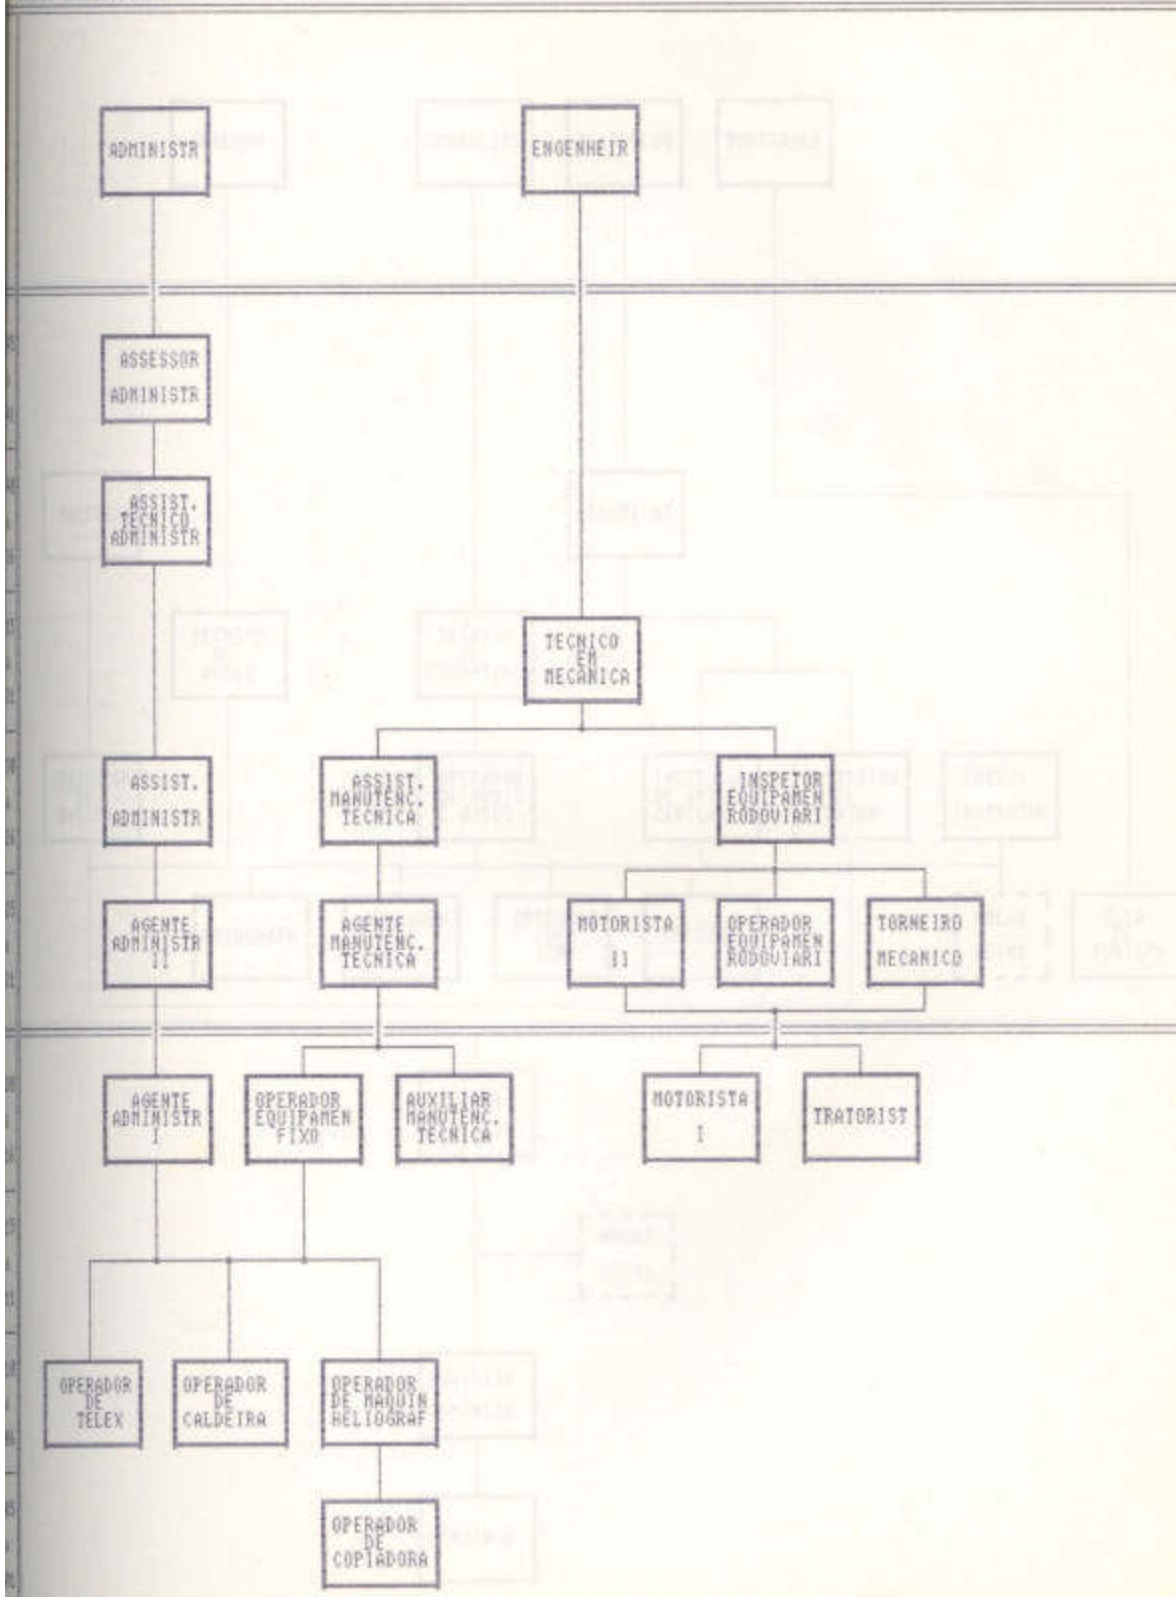 ADMINISTR
ENGENHEIR
ASSESSOR
ADMINISTR
ASSIST.
TECNICO
ADMINISTR
TECNICO
EM
MECANICA
ASSIST.
ADMINISTR
ASSIST.
MANUTENC.
TECNICA
INSPETOR
EQUIPAMEN
RODOVIARI
AGENTE
ADMINISTR
II
AGENTE
MANUTENC.
TECNICA
MOTORISTA
II
OPERADOR
EQUIPAMEN
RODOVIARI
TORNEIRO
MECANICO
AGENTE
ADMINISTR
I
OPERADOR
EQUIPAMEN
FIXO
AUXILIAR
MANUTENC.
TECNICA
MOTORISTA
I
TRATORIST
OPERADOR
DE
TELEX
OPERADOR
DE
CALDEIRA
OPERADOR
DE MAQUIN
HELIOGRAF
OPERADOR
DE
COPIADORA